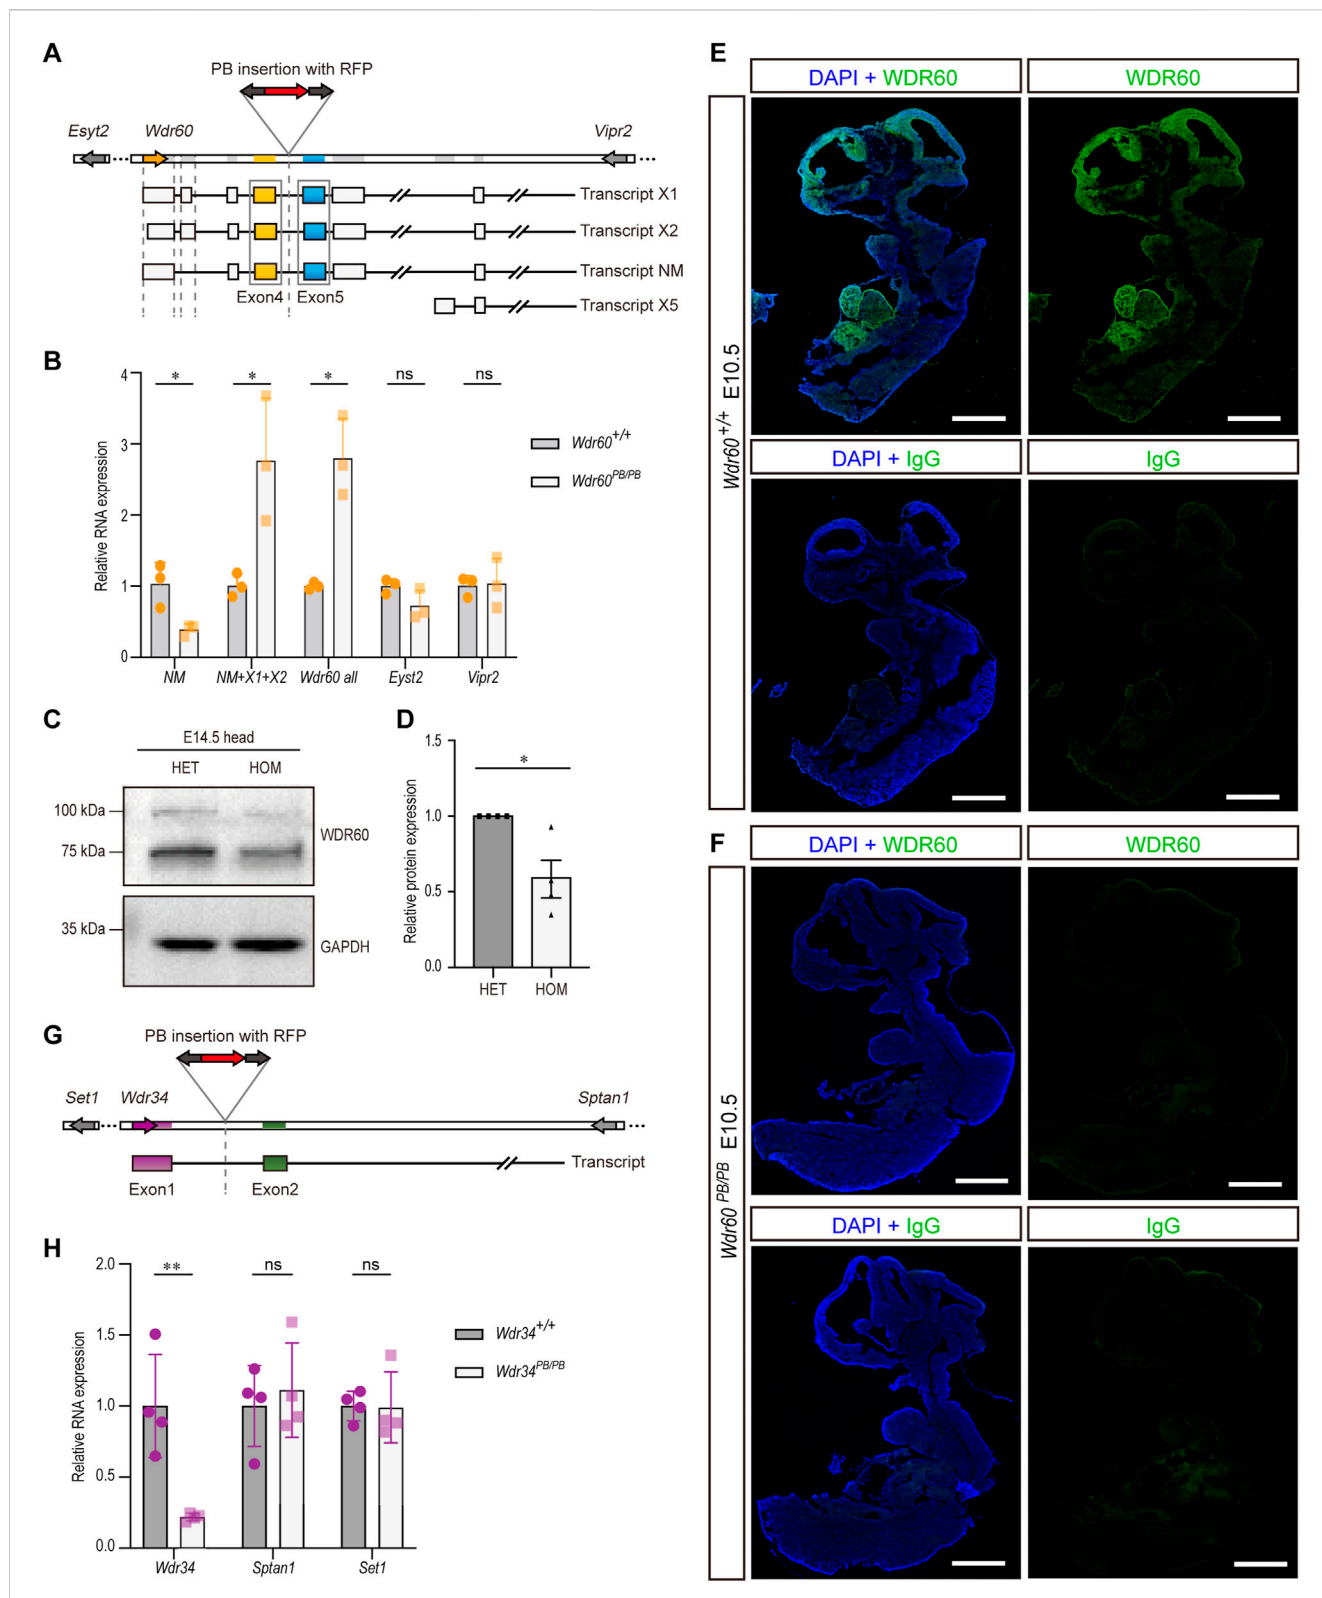 A
PB insertion with RFP
Esyt2
Wdr60
Vipr2
Transcript X1
Transcript X2
Transcript NM
Exon4
Exon5
Transcript X5
B
Relative RNA expression
4
3
2
1
0
*
*
*
ns
ns
Wdr60+/+
Wdr60PB/PB
NM
NM+X1+X2
Wdr60 all
Eyst2
Vipr2
C
E14.5 head
HET
HOM
100 kDa
75 kDa
WDR60
35 kDa
GAPDH
D
Relative protein expression
1.5
1.0
0.5
0.0
*
HET
HOM
G
PB insertion with RFP
Set1
Wdr34
Sptan1
Transcript
Exon1
Exon2
H
Relative RNA expression
2.0
1.5
1.0
0.5
0.0
**
ns
ns
Wdr34+/+
Wdr34PB/PB
Wdr34
Sptan1
Set1
E
DAPI + WDR60
WDR60
Wdr60+/+ E10.5
DAPI + IgG
IgG
F
DAPI + WDR60
WDR60
Wdr60 PB/PB E10.5
DAPI + IgG
IgG